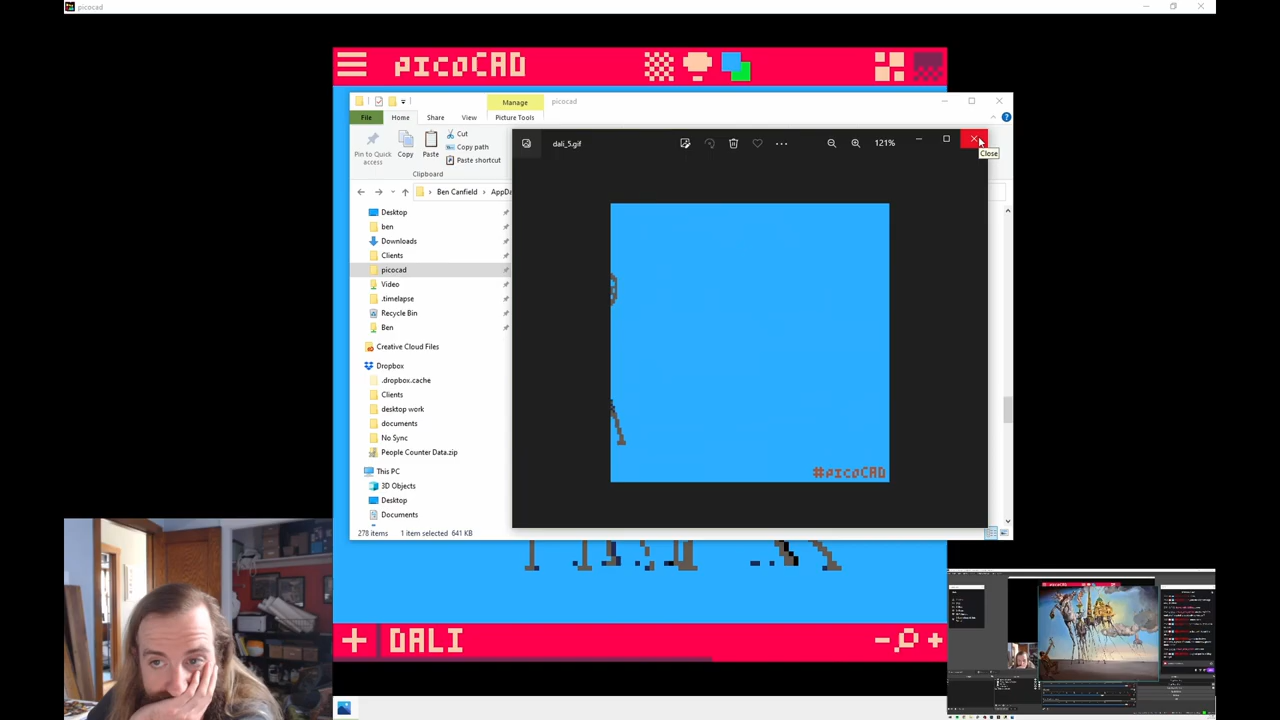 picocad
picoCAD
Manage
picocad
File
Home
Share
View
Picture Tools
Pin to Quick
access
Copy
Paste
Cut
Copy path
Paste shortcut
Clipboard
dali_5.gif
121%
Close
Ben Canfield
AppDa
Desktop
ben
Downloads
Clients
picocad
Video
.timelapse
Recycle Bin
Ben
Creative Cloud Files
Dropbox
.dropbox.cache
Clients
desktop work
documents
No Sync
People Counter Data.zip
This PC
3D Objects
Desktop
Documents
#picoCAD
278 items
1 item selected 641 KB
DALI